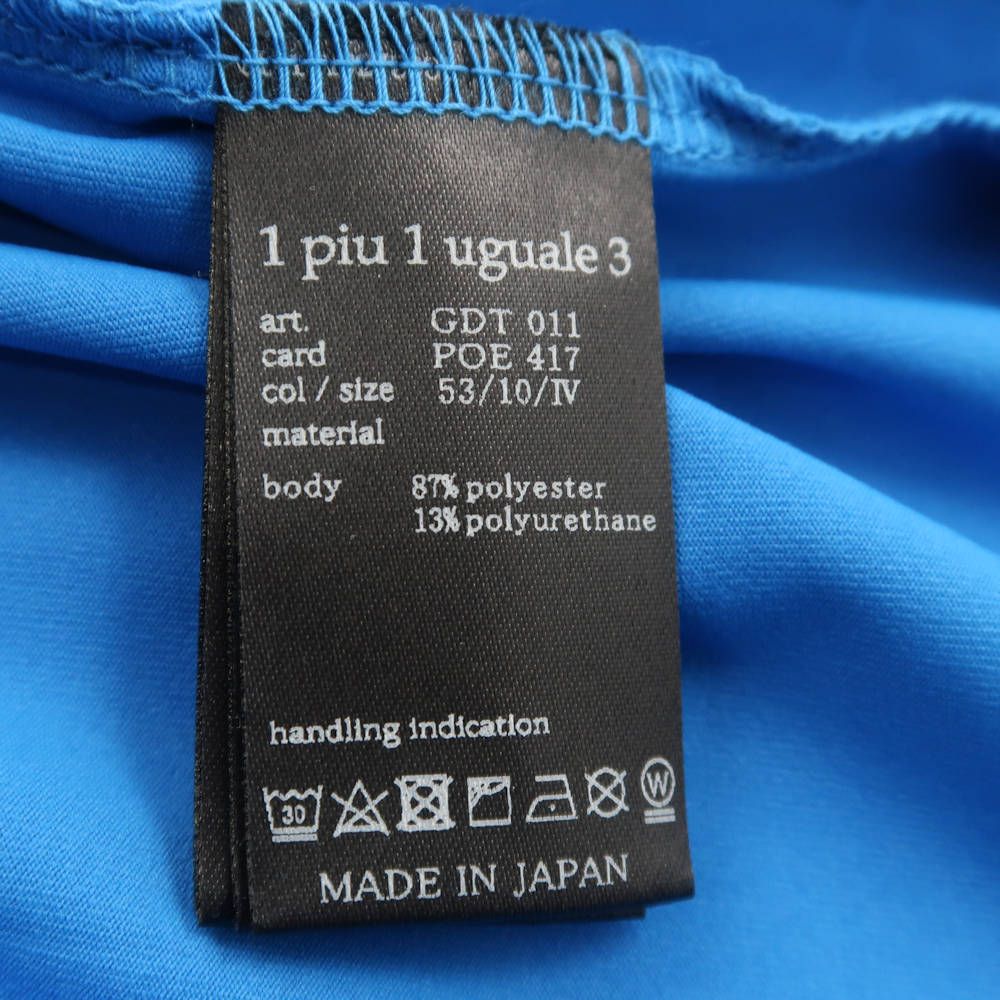 1 piu 1 uguale 3
art. GDT 011
card POE 417
col / size 53/10/IV
material
body 87% polyester
13% polyurethane
handling indication
30 W
MADE IN JAPAN